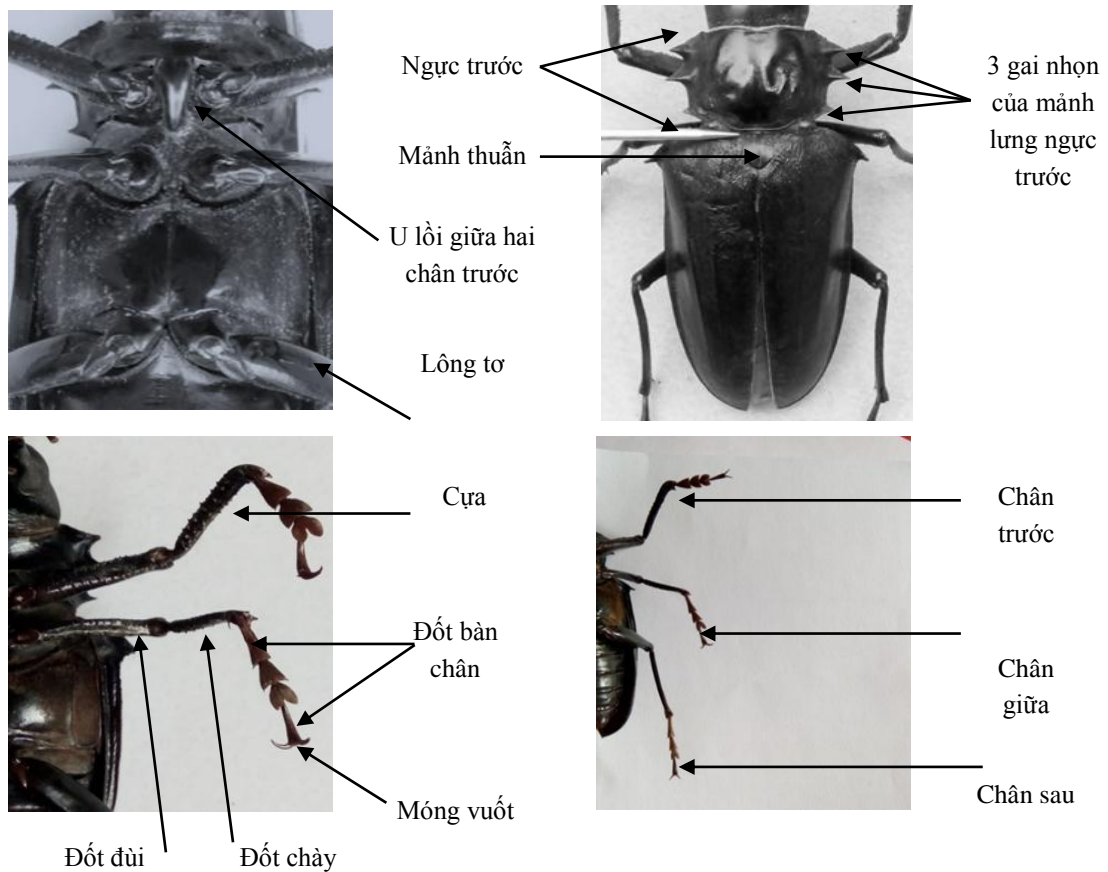 Ngực trước
Mảnh thuẫn
U lồi giữa hai
chân trước
Lông tơ
3 gai nhọn
của mảnh
lưng ngực
trước
Cựa
Đốt bàn
chân
Móng vuốt
Đốt đùi
Đốt chày
Chân
trước
Chân
giữa
Chân sau